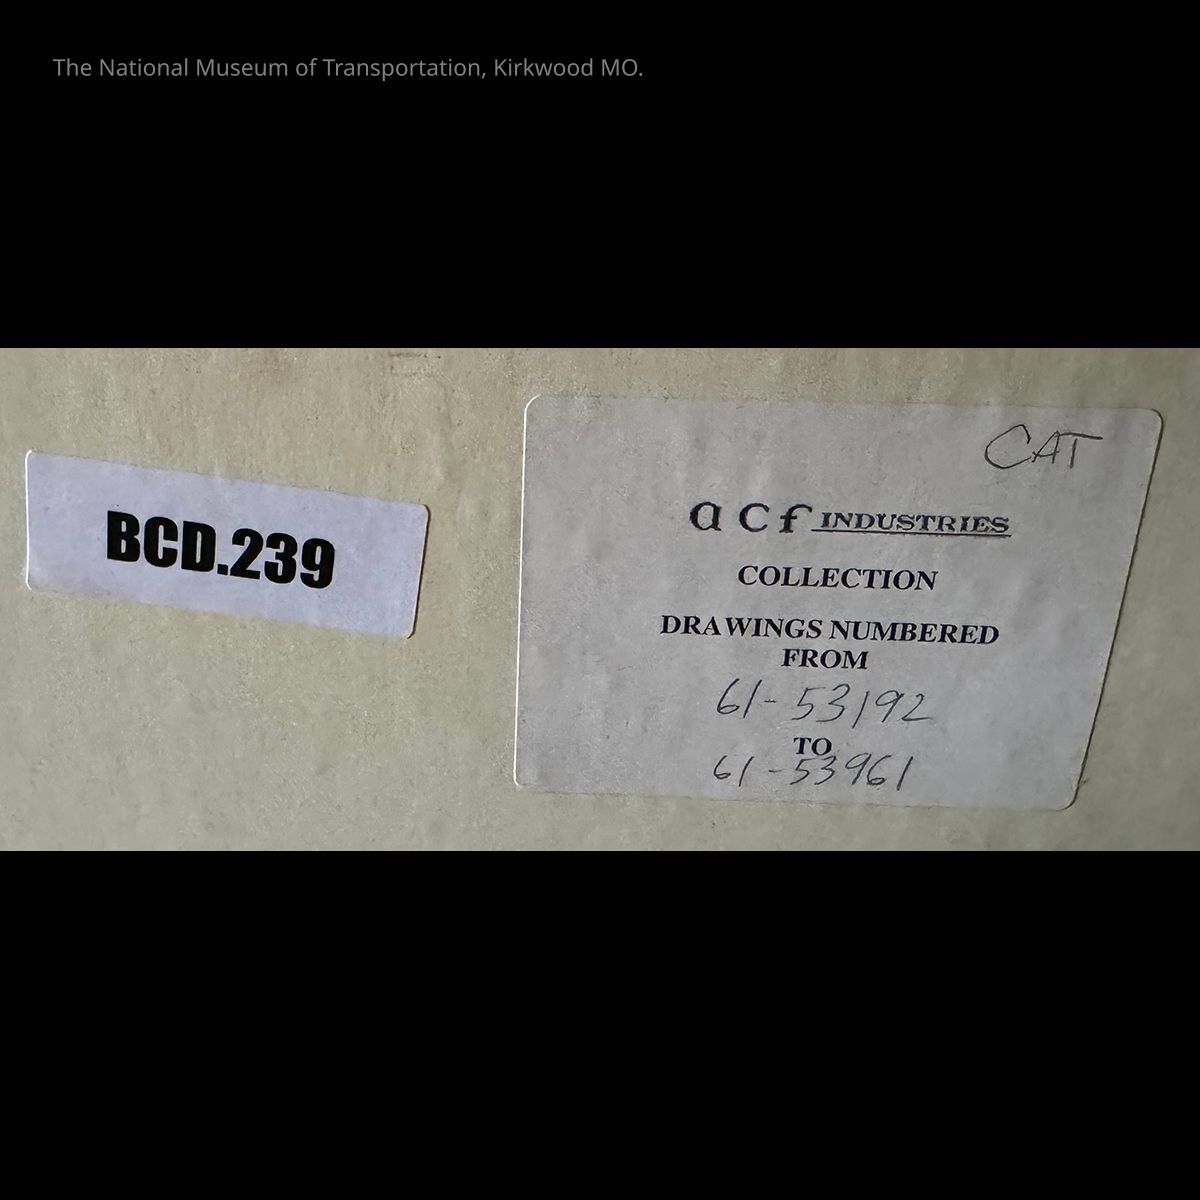 The National Museum of Transportation, Kirkwood MO.
BCD.239
CAT
acf INDUSTRIES
COLLECTION
DRAWINGS NUMBERED
FROM
61-53192
TO
61-53961